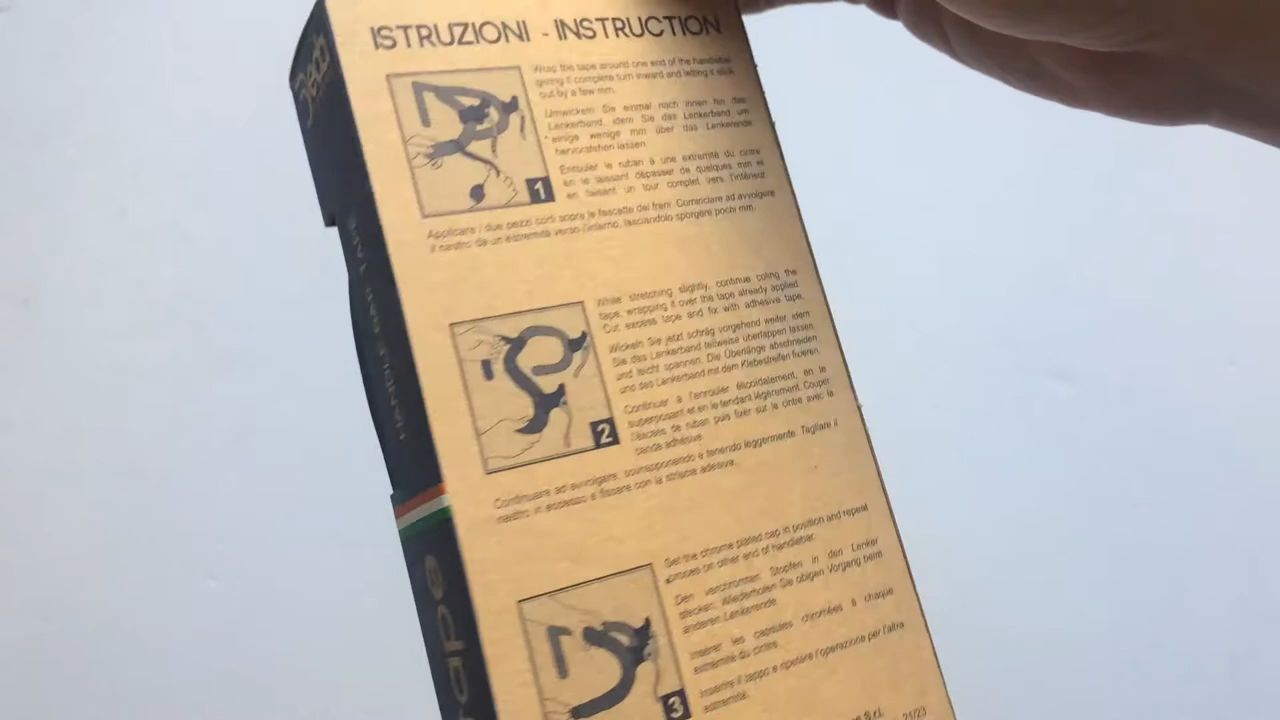 ISTRUZIONI - INSTRUCTION
Wrap the tape around one end of the handlebar
giving it complete turn inward and letting it stick
out by a few mm.
Umwickeln Sie einmal nach innen hin das
Lenkerband, idem Sie das Lenkerband um
einige wenige mm über das Lenkerende
hervorstehen lassen.
Enrouler le ruban à une extremité du cintre
en le laissant dépasser de quelques mm et
en faisant un tour complet vers l'intérieur.
1
Applicare i due pezzi corti sopra le fascette dei freni. Cominciare ad avvolgere
il nastro da un estremità verso l'interno, lasciandolo sporgere pochi mm.
While stretching slightly, continue coling the
tape, wrapping it over the tape already applied.
Cut excess tape and fix with adhesive tape.
Wickeln Sie jetzt schräg vorgehend weiter, idem
Sie das Lenkerband teilweise überlappen lassen
und leicht spannen. Die Überlänge abschneiden
und das Lenkerband mit dem Klebestreifen fixieren.
Continuer à l'enrouler élicoïdalement, en le
superposant et en le tendant légèrement. Couper
l'excès de ruban puis fixer sur le cintre avec la
banda adhésive.
2
Continuare ad avvolgere, sovrapponendo e tenendo leggermente. Tagliare il
nastro in eccesso e fissare con la striscia adesiva.
Set the chrome plated cap in position and repeat
proces on other end of handlebar.
Den verchromten Stopfen in den Lenker
stecken. Wiederholen Sie obigen Vorgang beim
anderen Lenkerende.
Insérer les capsules chromées à chaque
extrémité du cintre.
Inserire il tappo e ripetere l'operazione per l'altra
estremità.
3
S.r.l.
21/23
HANDLEBAR TAPE
ape